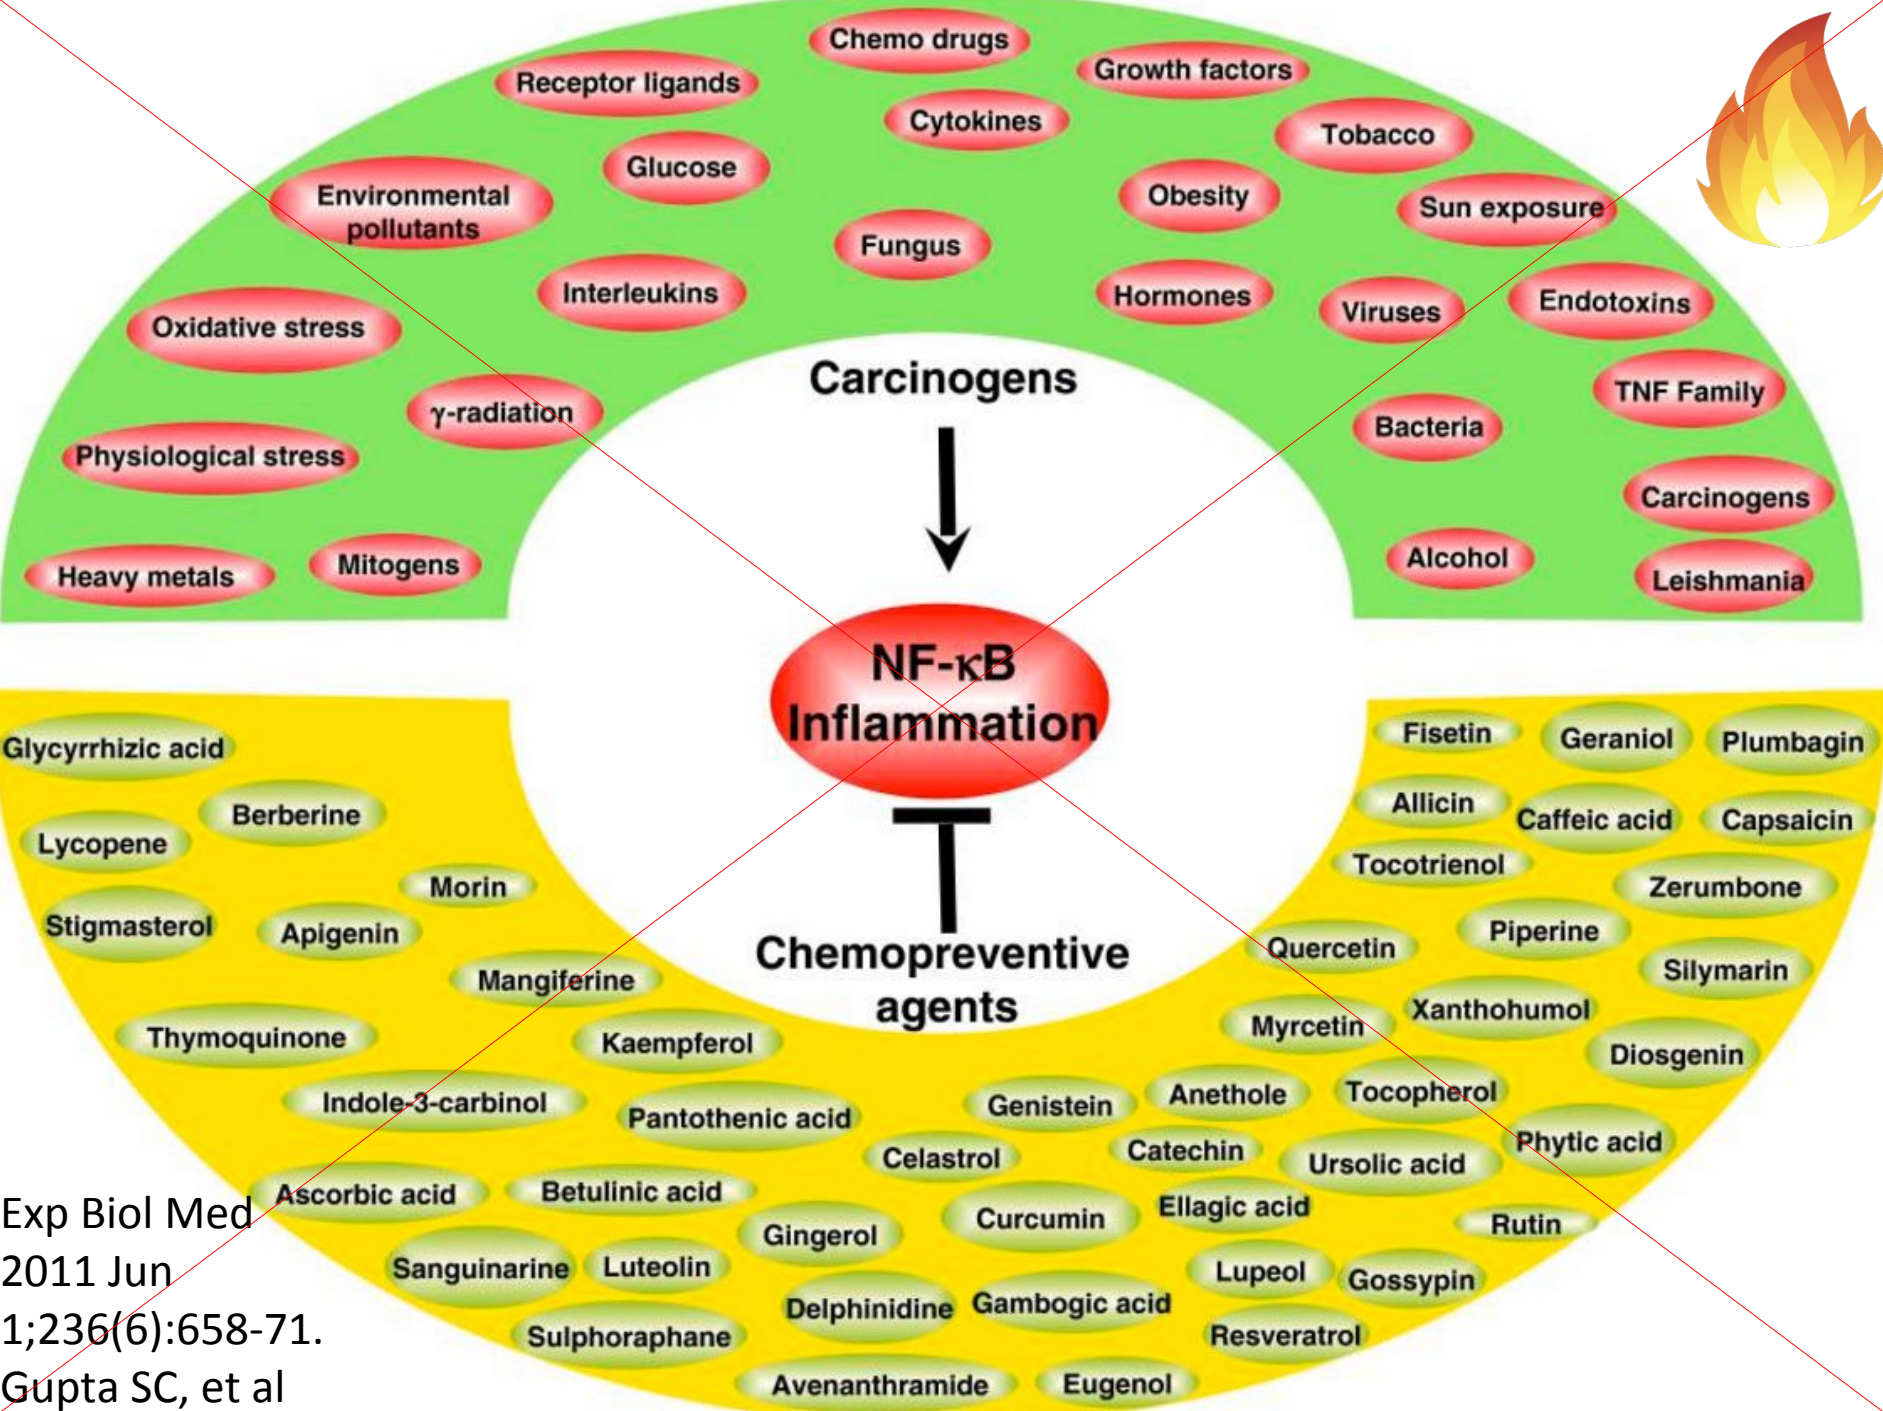 Chemo drugs
Receptor ligands
Growth factors
Cytokines
Tobacco
Glucose
Environmental
pollutants
Obesity
Sun exposure
Fungus
Interleukins
Hormones
Viruses
Endotoxins
Oxidative stress
Carcinogens
TNF Family
γ-radiation
Bacteria
Physiological stress
Carcinogens
Heavy metals
Mitogens
Alcohol
Leishmania
NF-κB
Inflammation
Glycyrrhizic acid
Fisetin
Geraniol
Plumbagin
Berberine
Lycopene
Allicin
Caffeic acid
Capsaicin
Morin
Tocotrienol
Zerumbone
Stigmasterol
Apigenin
Chemopreventive
agents
Quercetin
Piperine
Silymarin
Mangiferine
Thymoquinone
Kaempferol
Myrcetin
Xanthohumol
Diosgenin
Indole-3-carbinol
Pantothenic acid
Genistein
Anethole
Tocopherol
Phytic acid
Celastrol
Catechin
Ursolic acid
Ascorbic acid
Betulinic acid
Curcumin
Ellagic acid
Rutin
Gingerol
Sanguinarine
Luteolin
Lupeol
Gossypin
Delphinidine
Gambogic acid
Sulphoraphane
Resveratrol
Avenanthramide
Eugenol
Exp Biol Med
2011 Jun
1;236(6):658-71.
Gupta SC, et al